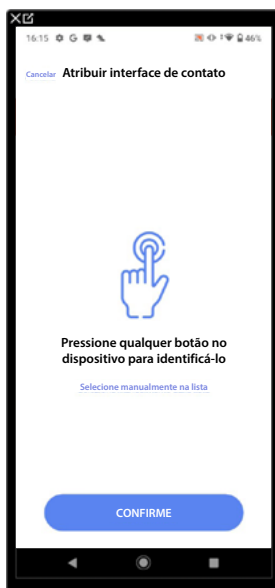 16:15 46%
Cancelar Atribuir interface de contato
Pressione qualquer botão no
dispositivo para identificá-lo
Selecione manualmente na lista
CONFIRME